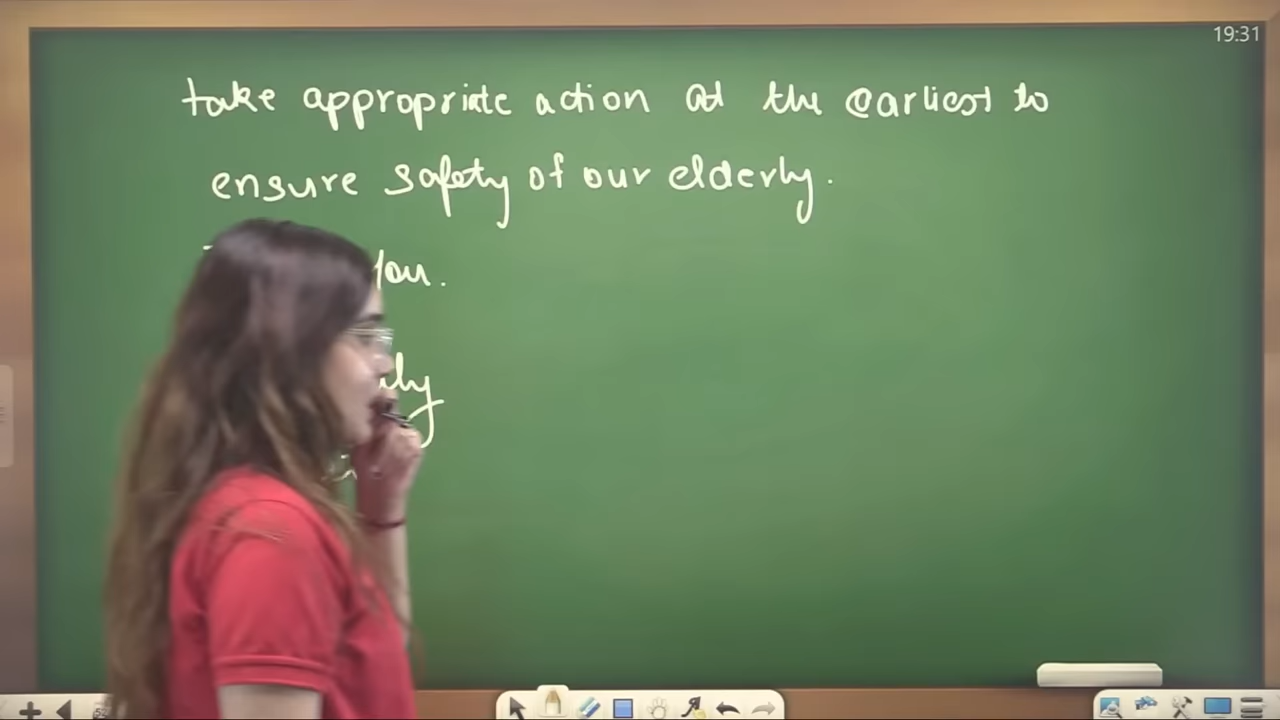 19:31
take appropriate action at the earliest to
ensure safety of our elderly.
you.